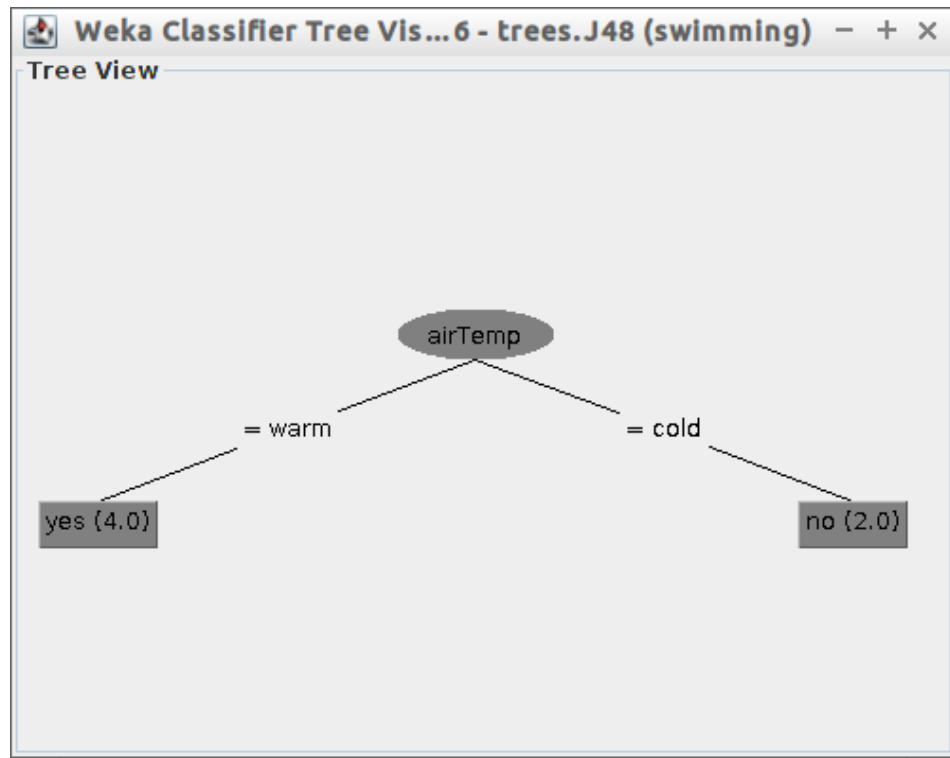 Weka Classifier Tree Vis...6 - trees.J48 (swimming)
Tree View
airTemp
= warm = cold
yes (4.0) no (2.0)